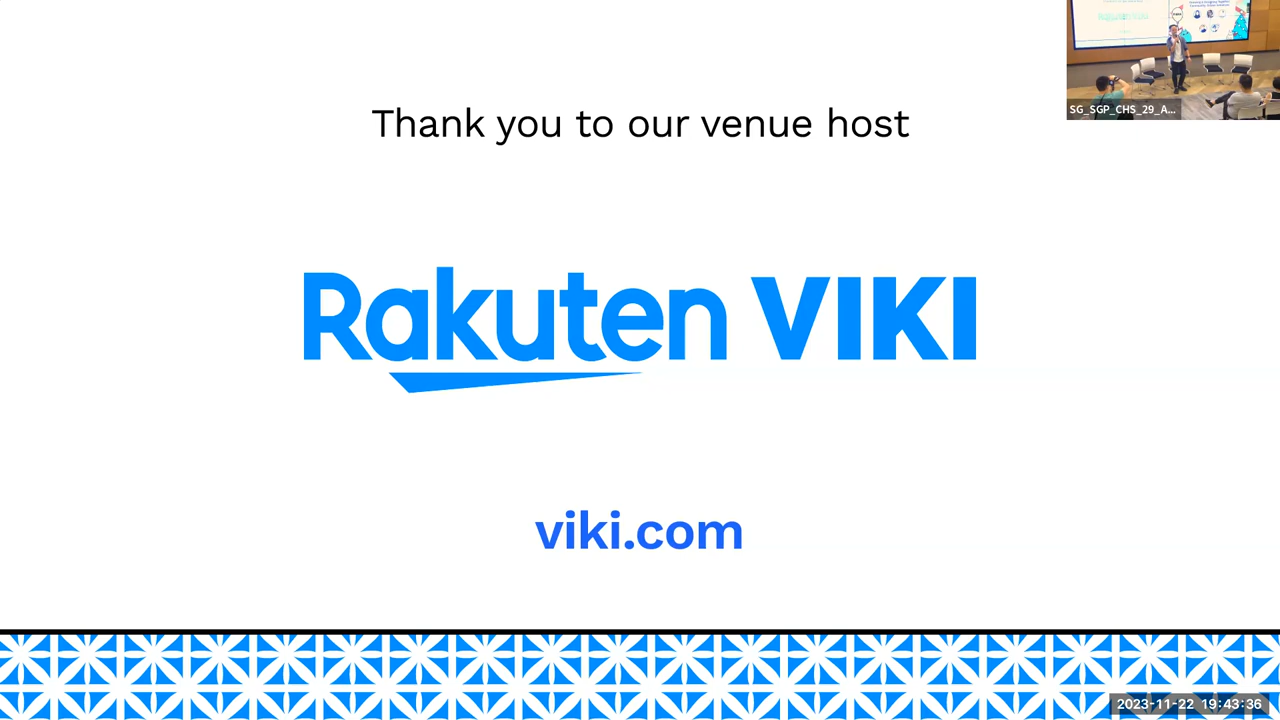 Thank you to our venue host
Rakuten VIKI
viki.com
SG_SGP_CHS_29_A...
2023-11-22 19:43:36